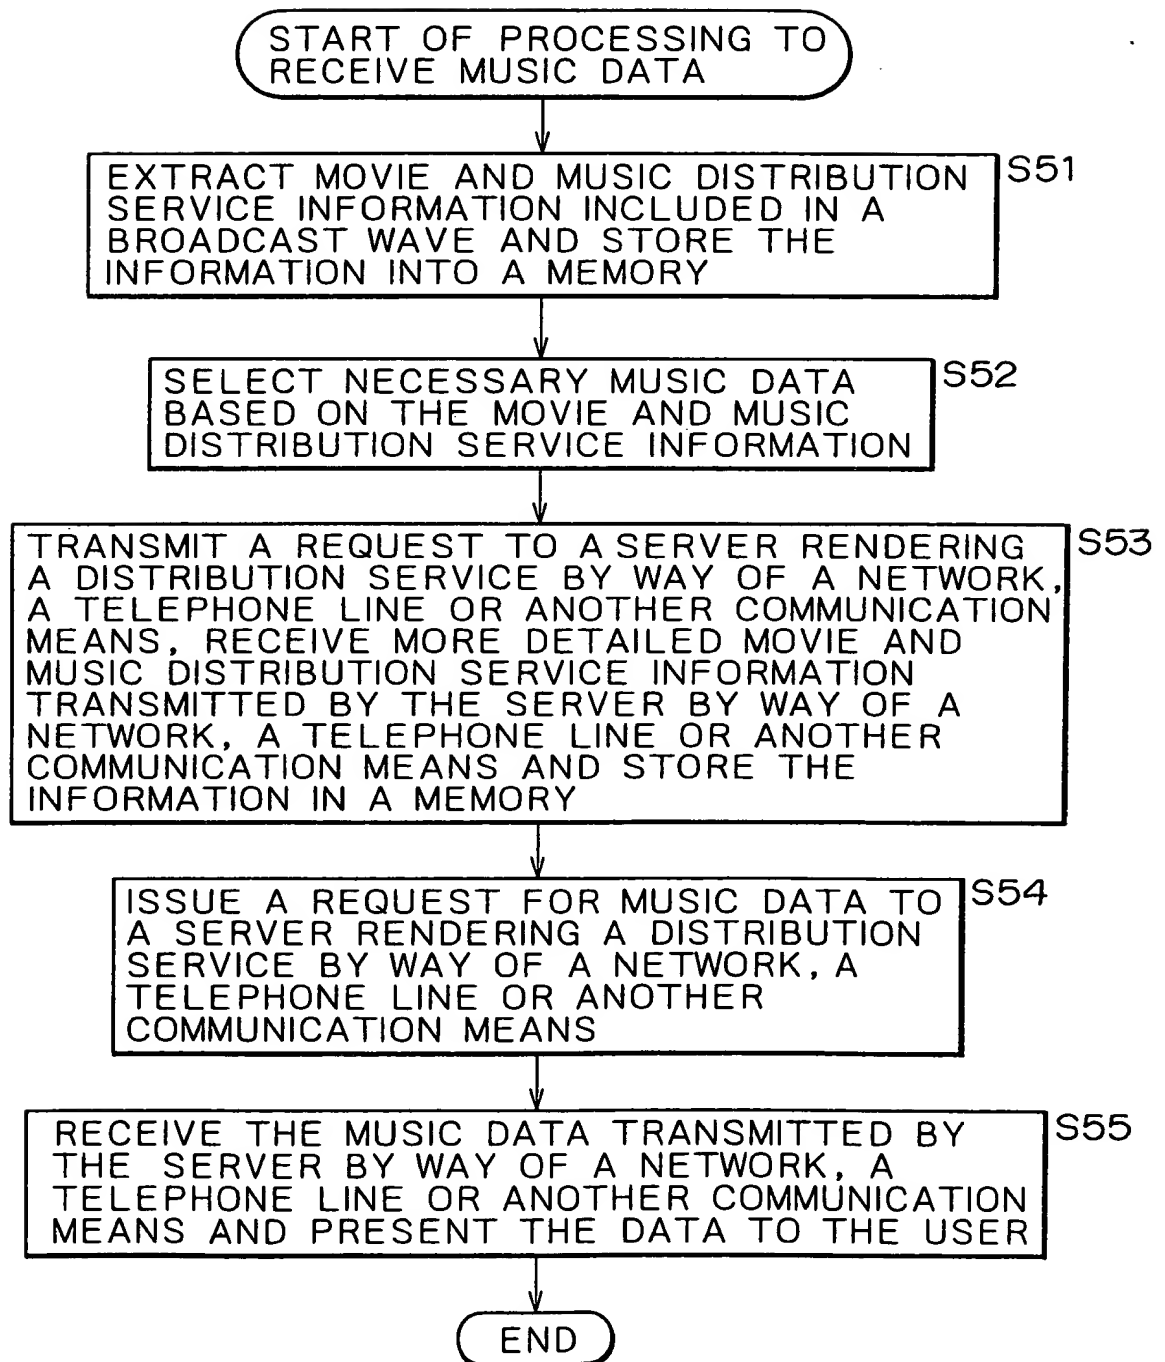 START OF PROCESSING TO
RECEIVE MUSIC DATA
EXTRACT MOVIE AND MUSIC DISTRIBUTION
SERVICE INFORMATION INCLUDED IN A
BROADCAST WAVE AND STORE THE
INFORMATION INTO A MEMORY
S51
SELECT NECESSARY MUSIC DATA
BASED ON THE MOVIE AND MUSIC
DISTRIBUTION SERVICE INFORMATION
S52
TRANSMIT A REQUEST TO A SERVER RENDERING
A DISTRIBUTION SERVICE BY WAY OF A NETWORK,
A TELEPHONE LINE OR ANOTHER COMMUNICATION
MEANS, RECEIVE MORE DETAILED MOVIE AND
MUSIC DISTRIBUTION SERVICE INFORMATION
TRANSMITTED BY THE SERVER BY WAY OF A
NETWORK, A TELEPHONE LINE OR ANOTHER
COMMUNICATION MEANS AND STORE THE
INFORMATION IN A MEMORY
S53
ISSUE A REQUEST FOR MUSIC DATA TO
A SERVER RENDERING A DISTRIBUTION
SERVICE BY WAY OF A NETWORK, A
TELEPHONE LINE OR ANOTHER
COMMUNICATION MEANS
S54
RECEIVE THE MUSIC DATA TRANSMITTED BY
THE SERVER BY WAY OF A NETWORK, A
TELEPHONE LINE OR ANOTHER COMMUNICATION
MEANS AND PRESENT THE DATA TO THE USER
S55
END